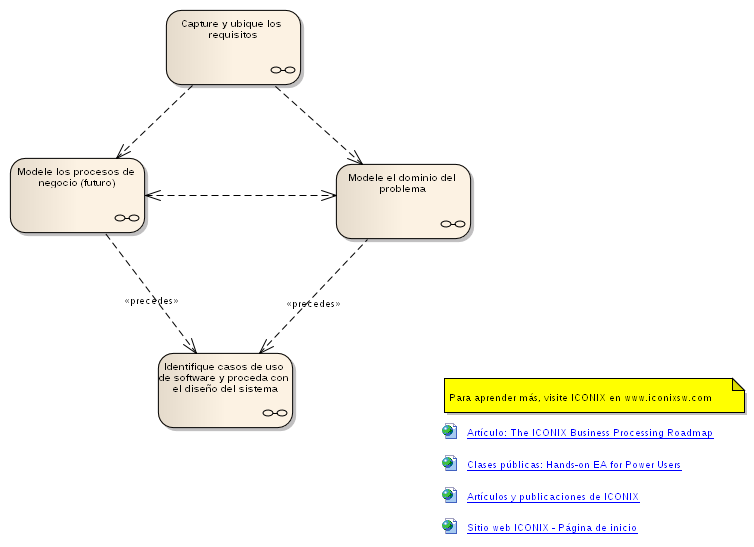 Capture y ubique los
requisitos
Modele los procesos de
negocio (futuro)
Modele el dominio del
problema
«precedes»
«precedes»
Identifique casos de uso
de software y proceda con
el diseño del sistema
Para aprender más, visite ICONIX en www.iconixsw.com
Artículo: The ICONIX Business Processing Roadmap
Clases públicas: Hands-on EA for Power Users
Artículos y publicaciones de ICONIX
Sitio web ICONIX - Página de inicio